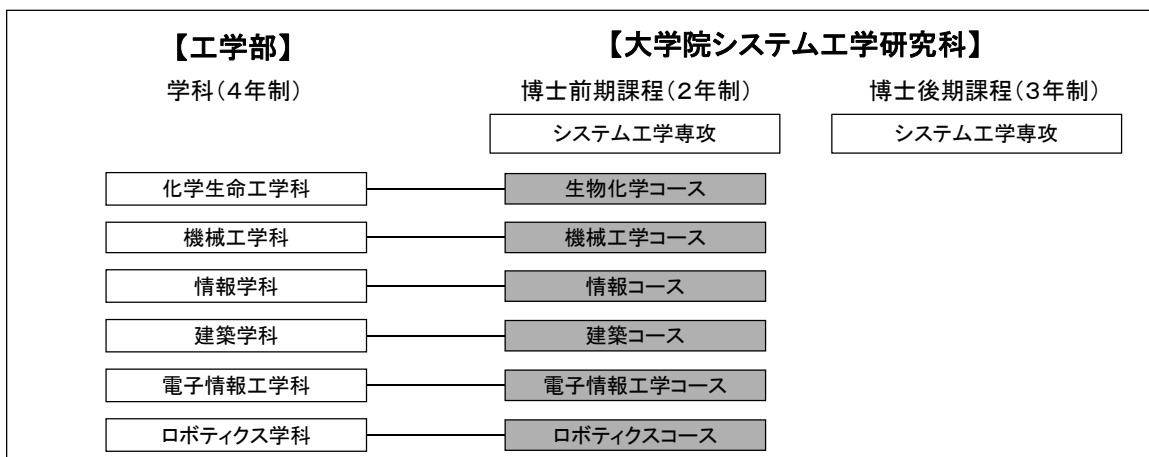 【工学部】 【大学院システム工学研究科】
学科(4年制) 博士前期課程(2年制) 博士後期課程(3年制)
システム工学専攻 システム工学専攻
化学生命工学科 生物化学コース
機械工学科 機械工学コース
情報学科 情報コース
建築学科 建築コース
電子情報工学科 電子情報工学コース
ロボティクス学科 ロボティクスコース